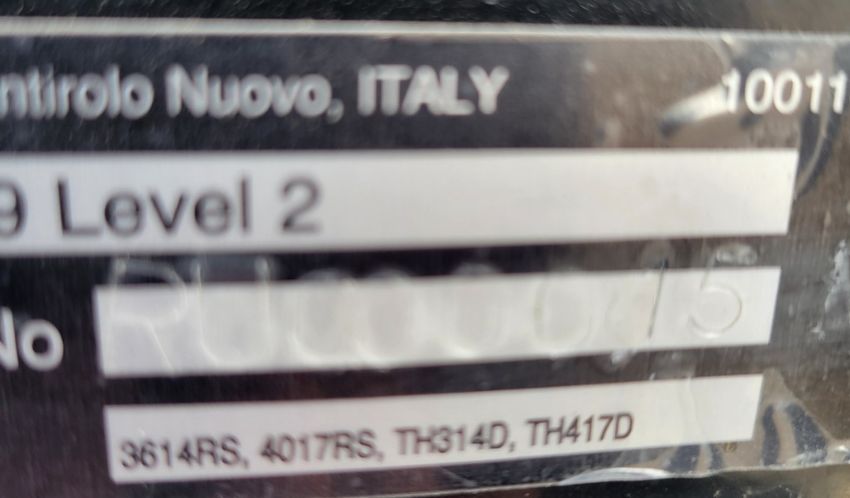 ntirolo Nuovo, ITALY 10011
9 Level 2
No
3614RS, 4017RS, TH314D, TH417D